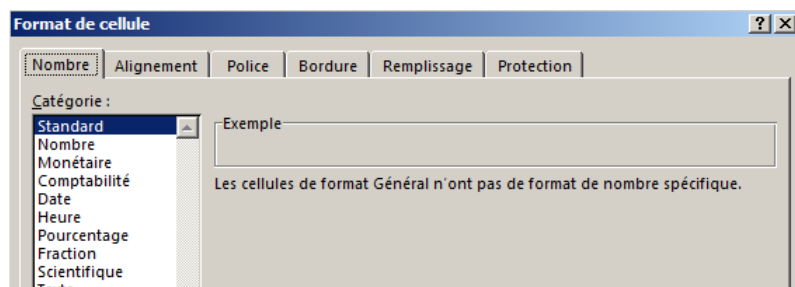 Format de cellule
Nombre Alignement Police Bordure Remplissage Protection
Catégorie :
Standard
Nombre
Monétaire
Comptabilité
Date
Heure
Pourcentage
Fraction
Scientifique
Exemple
Les cellules de format Général n'ont pas de format de nombre spécifique.